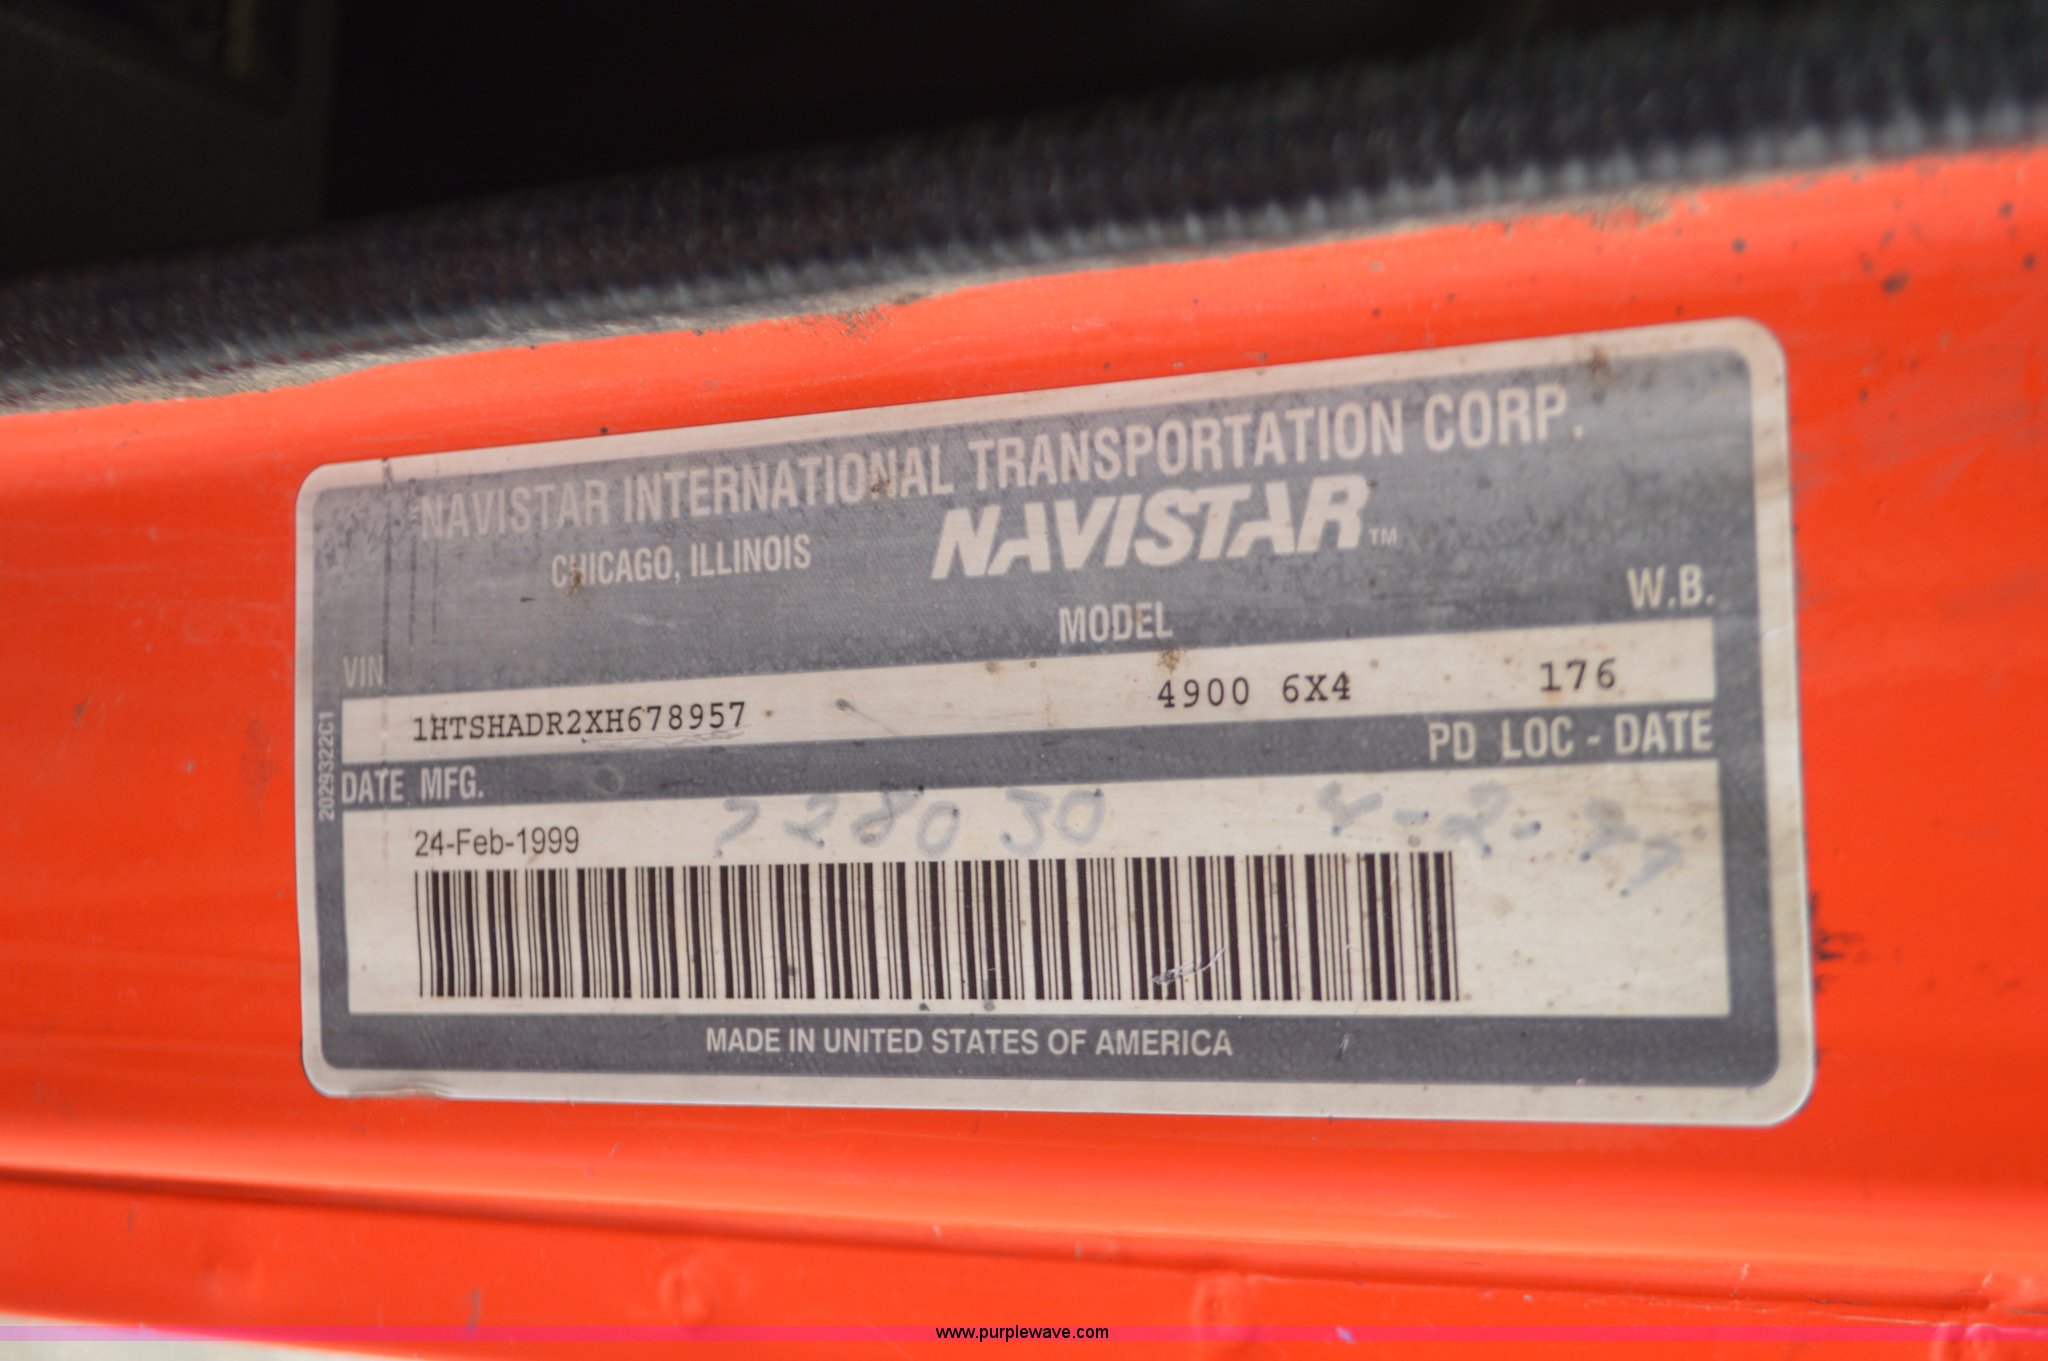 NAVISTAR INTERNATIONAL TRANSPORTATION CORP.
CHICAGO, ILLINOIS NAVISTAR™
MODEL W.B.
VIN
1HTSHADR2XH678957 4900 6X4 176
2029322C1
DATE MFG. PD LOC - DATE
24-Feb-1999 728030
MADE IN UNITED STATES OF AMERICA
www.purplewave.com